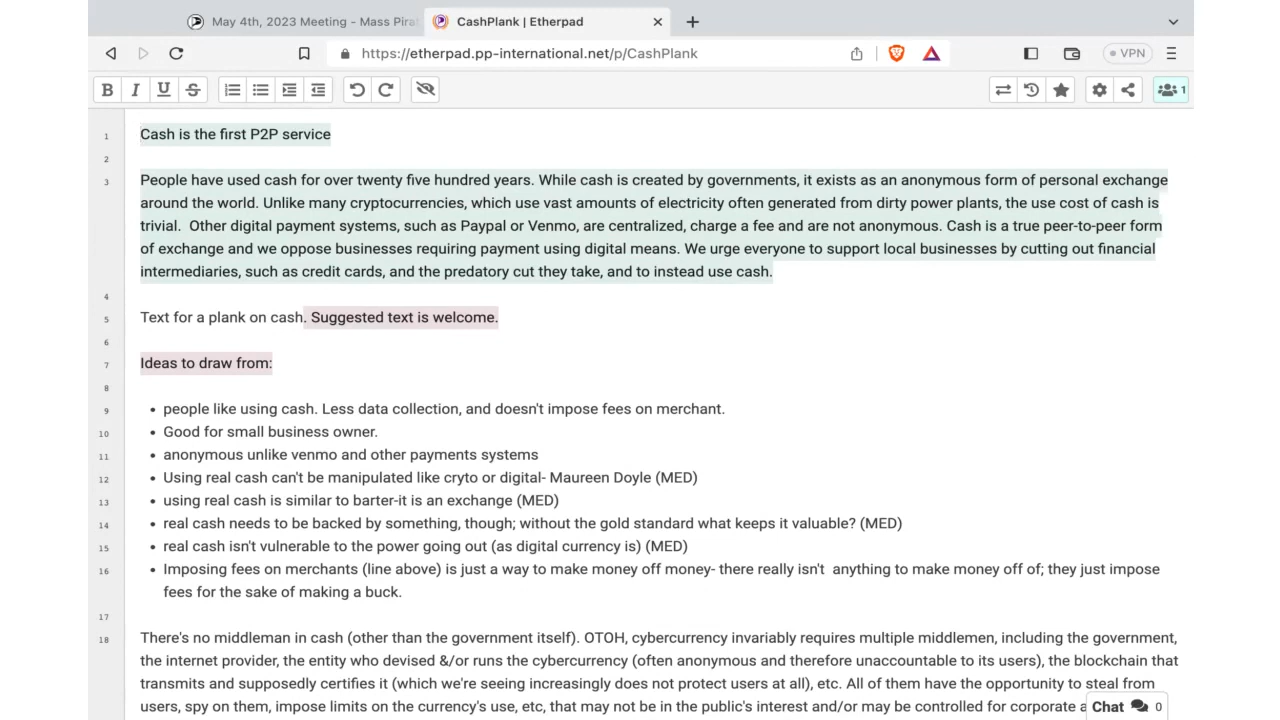 May 4th, 2023 Meeting - Mass Pira
CashPlank | Etherpad
https://etherpad.pp-international.net/p/CashPlank
VPN
B I U S
1
1 Cash is the first P2P service
2
3 People have used cash for over twenty five hundred years. While cash is created by governments, it exists as an anonymous form of personal exchange
around the world. Unlike many cryptocurrencies, which use vast amounts of electricity often generated from dirty power plants, the use cost of cash is
trivial.  Other digital payment systems, such as Paypal or Venmo, are centralized, charge a fee and are not anonymous. Cash is a true peer-to-peer form
of exchange and we oppose businesses requiring payment using digital means. We urge everyone to support local businesses by cutting out financial
intermediaries, such as credit cards, and the predatory cut they take, and to instead use cash.
4
5 Text for a plank on cash. Suggested text is welcome.
6
7 Ideas to draw from:
8
9 • people like using cash. Less data collection, and doesn't impose fees on merchant.
10 • Good for small business owner.
11 • anonymous unlike venmo and other payments systems
12 • Using real cash can't be manipulated like cryto or digital- Maureen Doyle (MED)
13 • using real cash is similar to barter-it is an exchange (MED)
14 • real cash needs to be backed by something, though; without the gold standard what keeps it valuable? (MED)
15 • real cash isn't vulnerable to the power going out (as digital currency is) (MED)
16 • Imposing fees on merchants (line above) is just a way to make money off money- there really isn't  anything to make money off of; they just impose
fees for the sake of making a buck.
17
18 There's no middleman in cash (other than the government itself). OTOH, cybercurrency invariably requires multiple middlemen, including the government,
the internet provider, the entity who devised &/or runs the cybercurrency (often anonymous and therefore unaccountable to its users), the blockchain that
transmits and supposedly certifies it (which we're seeing increasingly does not protect users at all), etc. All of them have the opportunity to steal from
users, spy on them, impose limits on the currency's use, etc, that may not be in the public's interest and/or may be controlled for corporate a
Chat 0